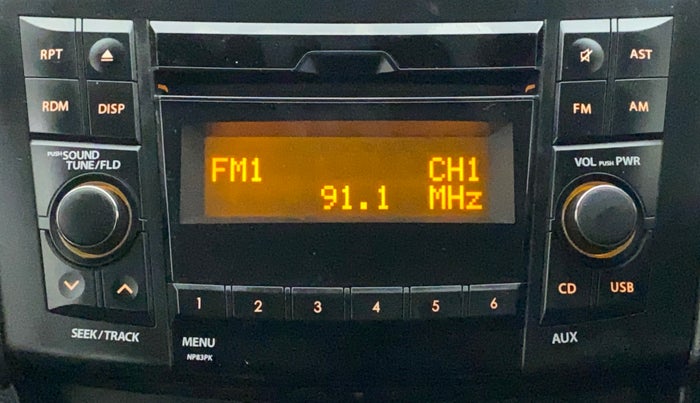 RPT
AST
RDM
DISP
FM
AM
PUSH SOUND
TUNE/FLD
VOL PUSH PWR
FM1 CH1
91.1 MHz
1 2 3 4 5 6
CD USB
SEEK/TRACK
MENU
NP83PK
AUX